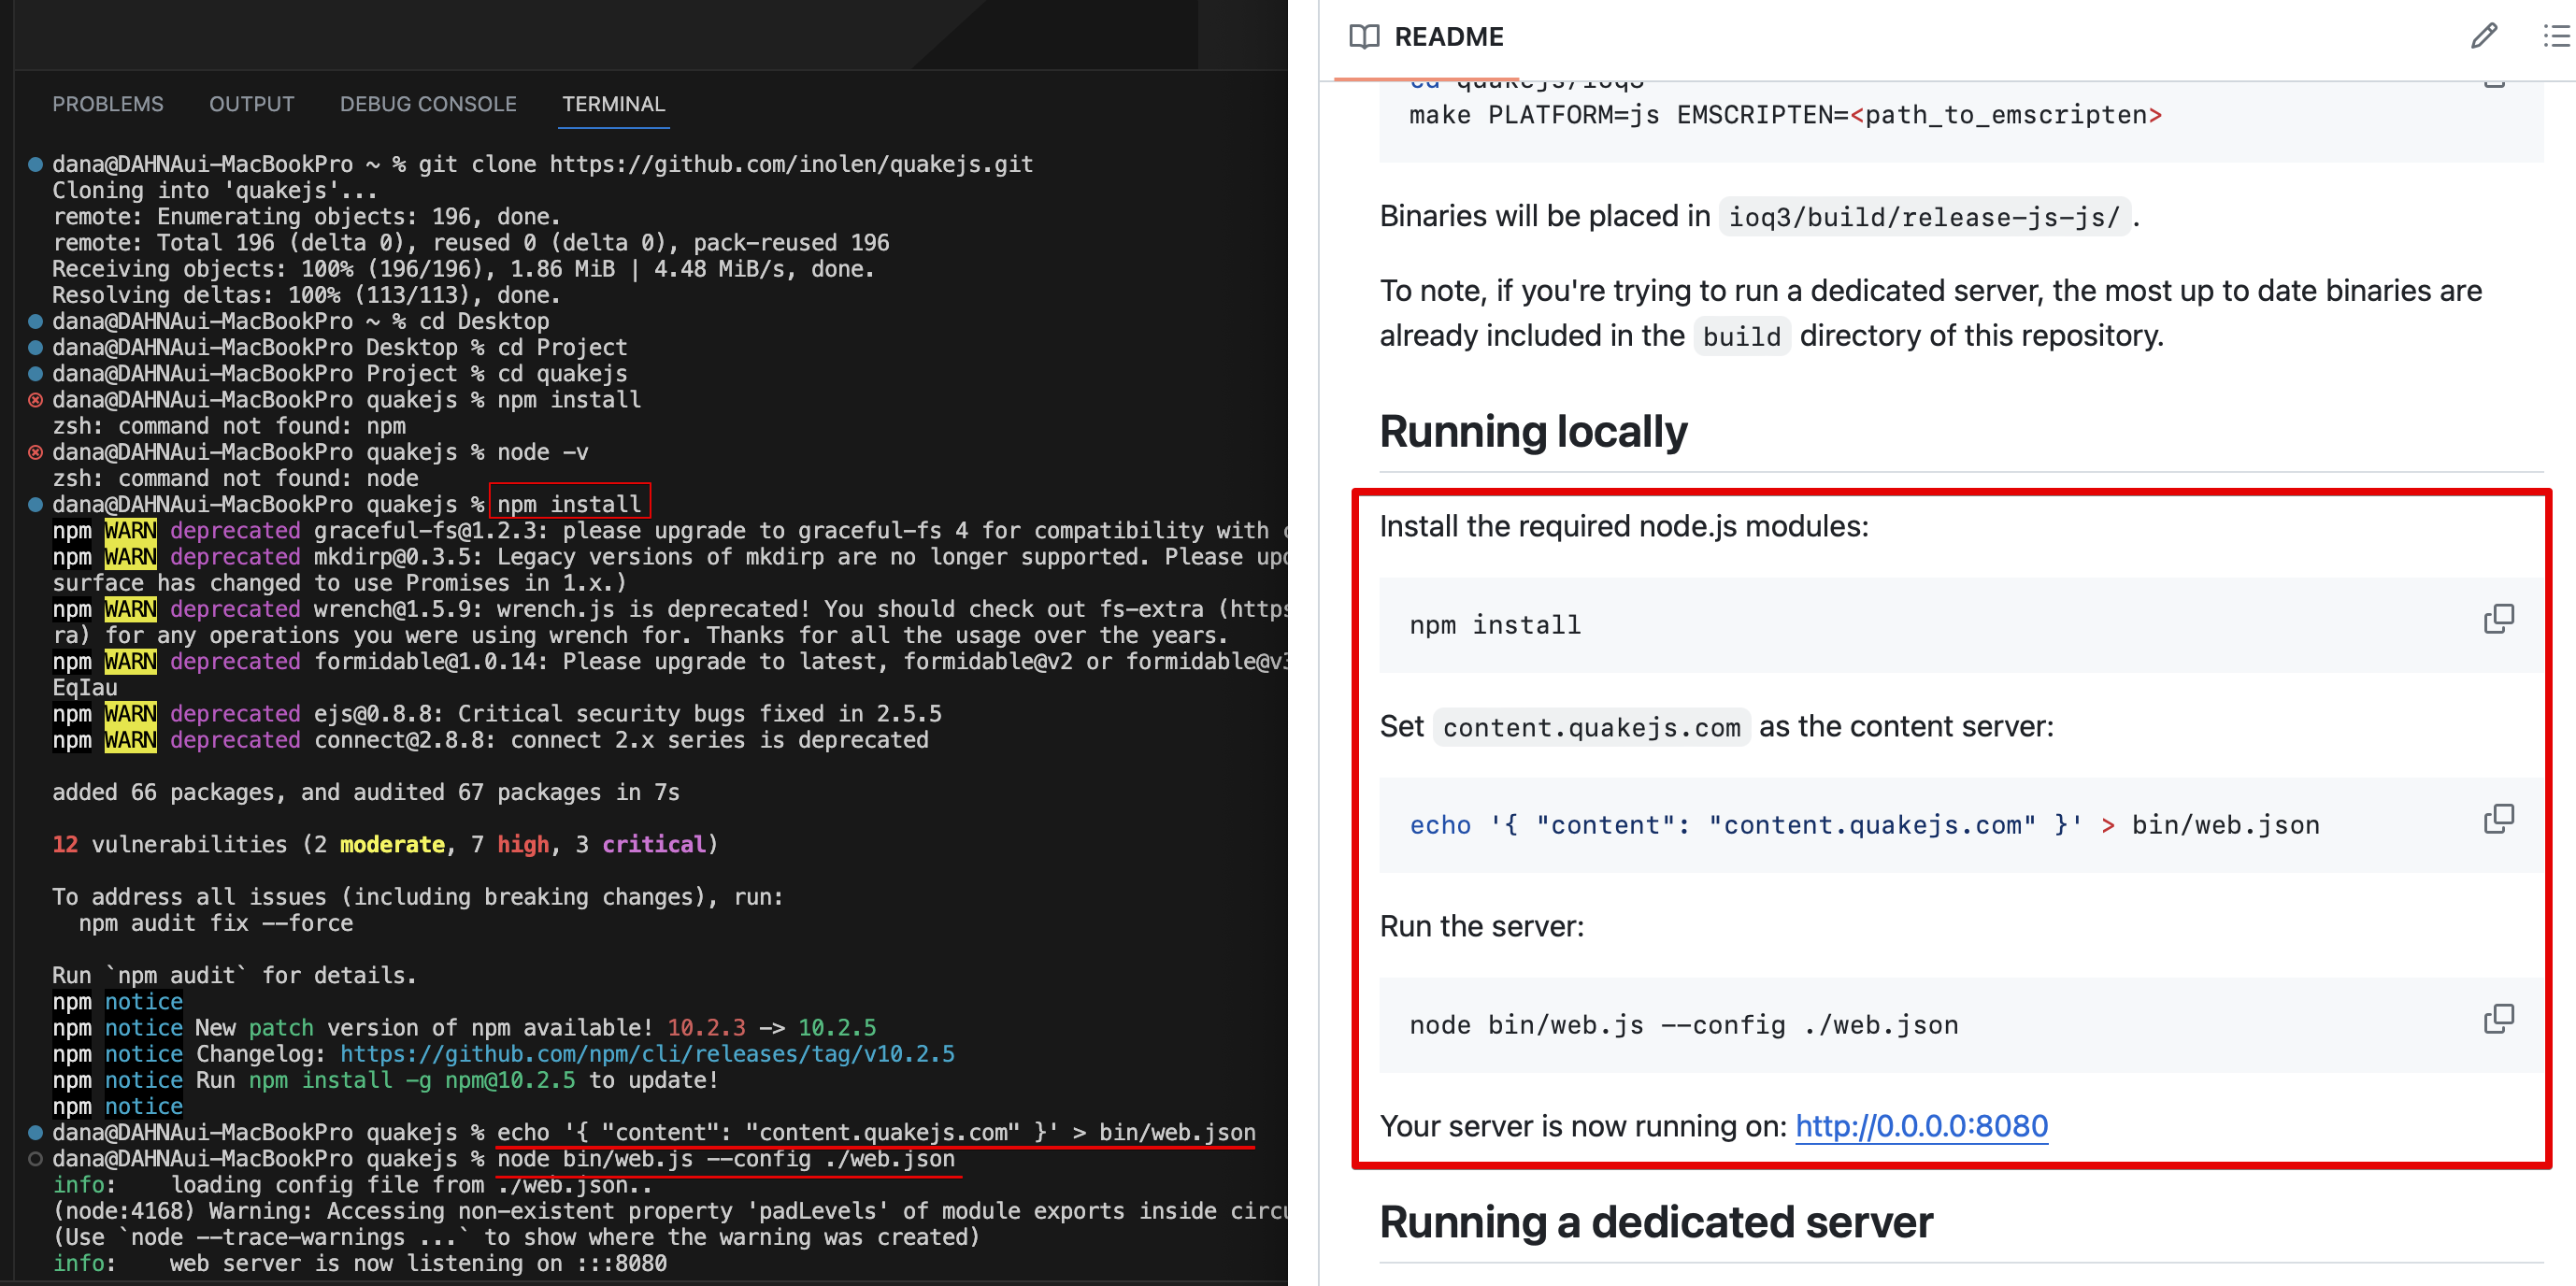 PROBLEMS OUTPUT DEBUG CONSOLE TERMINAL
dana@DAHNAui-MacBookPro ~ % git clone https://github.com/inolen/quakejs.git
Cloning into 'quakejs'...
remote: Enumerating objects: 196, done.
remote: Total 196 (delta 0), reused 0 (delta 0), pack-reused 196
Receiving objects: 100% (196/196), 1.86 MiB | 4.48 MiB/s, done.
Resolving deltas: 100% (113/113), done.
dana@DAHNAui-MacBookPro ~ % cd Desktop
dana@DAHNAui-MacBookPro Desktop % cd Project
dana@DAHNAui-MacBookPro Project % cd quakejs
dana@DAHNAui-MacBookPro quakejs % npm install
zsh: command not found: npm
dana@DAHNAui-MacBookPro quakejs % node -v
zsh: command not found: node
dana@DAHNAui-MacBookPro quakejs % npm install
npm WARN deprecated graceful-fs@1.2.3: please upgrade to graceful-fs 4 for compatibility with
npm WARN deprecated mkdirp@0.3.5: Legacy versions of mkdirp are no longer supported. Please
surface has changed to use Promises in 1.x.)
npm WARN deprecated wrench@1.5.9: wrench.js is deprecated! You should check out fs-extra (https
ra) for any operations you were using wrench for. Thanks for all the usage over the years.
npm WARN deprecated formidable@1.0.14: Please upgrade to latest, formidable@v2 or formidable@v3
EqIau
npm WARN deprecated ejs@0.8.8: Critical security bugs fixed in 2.5.5
npm WARN deprecated connect@2.8.8: connect 2.x series is deprecated
added 66 packages, and audited 67 packages in 7s
12 vulnerabilities (2 moderate, 7 high, 3 critical)
To address all issues (including breaking changes), run:
npm audit fix --force
Run `npm audit` for details.
npm notice
npm notice New patch version of npm available! 10.2.3 -> 10.2.5
npm notice Changelog: https://github.com/npm/cli/releases/tag/v10.2.5
npm notice Run npm install -g npm@10.2.5 to update!
npm notice
dana@DAHNAui-MacBookPro quakejs % echo '{ "content": "content.quakejs.com" }' > bin/web.json
dana@DAHNAui-MacBookPro quakejs % node bin/web.js --config ./web.json
info: loading config file from ./web.json..
(node:4168) Warning: Accessing non-existent property 'padLevels' of module exports inside
(Use `node --trace-warnings ...` to show where the warning was created)
info: web server is now listening on :::8080
README
cd quakejs/ioq3
make PLATFORM=js EMSCRIPTEN=<path_to_emscripten>
Binaries will be placed in ioq3/build/release-js-js/.
To note, if you're trying to run a dedicated server, the most up to date binaries are
already included in the build directory of this repository.
Running locally
Install the required node.js modules:
npm install
Set content.quakejs.com as the content server:
echo '{ "content": "content.quakejs.com" }' > bin/web.json
Run the server:
node bin/web.js --config ./web.json
Your server is now running on: http://0.0.0.0:8080
Running a dedicated server